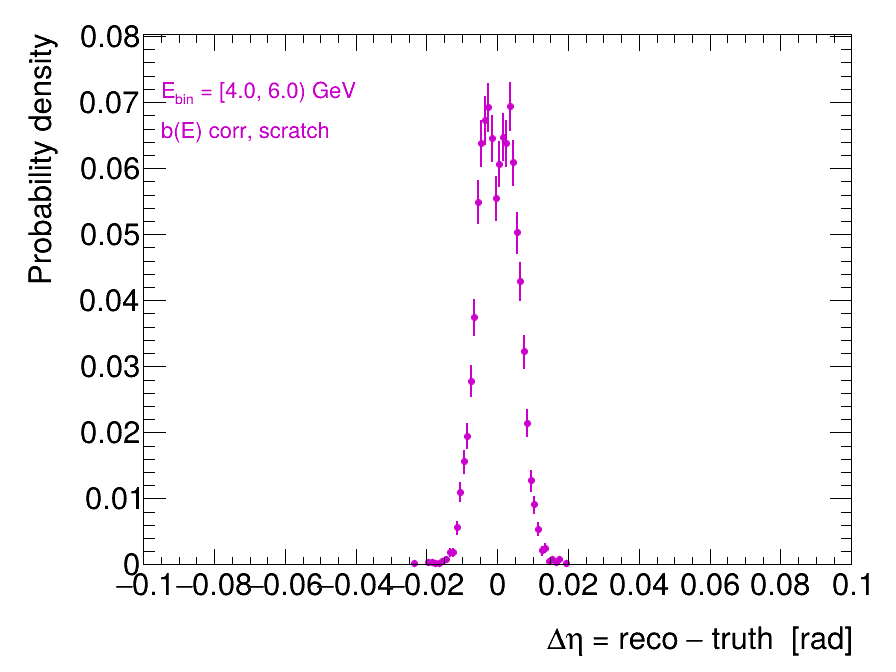 Probability density
0.08
0.07
0.06
0.05
0.04
0.03
0.02
0.01
0
E_bin = [4.0, 6.0) GeV
b(E) corr, scratch
−0.1 −0.08 −0.06 −0.04 −0.02 0 0.02 0.04 0.06 0.08 0.1
Δη = reco − truth [rad]